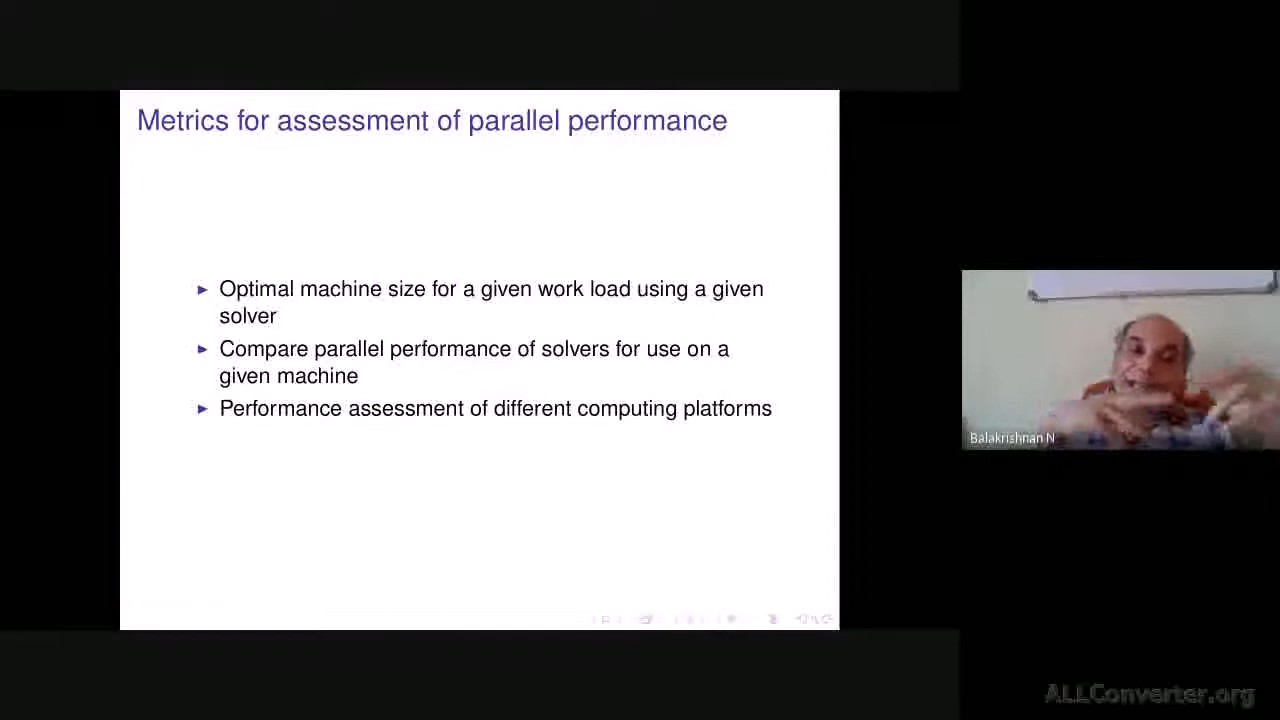 Metrics for assessment of parallel performance
Optimal machine size for a given work load using a given
solver
Compare parallel performance of solvers for use on a
given machine
Performance assessment of different computing platforms
Balakrishnan N
ALLConverter.org